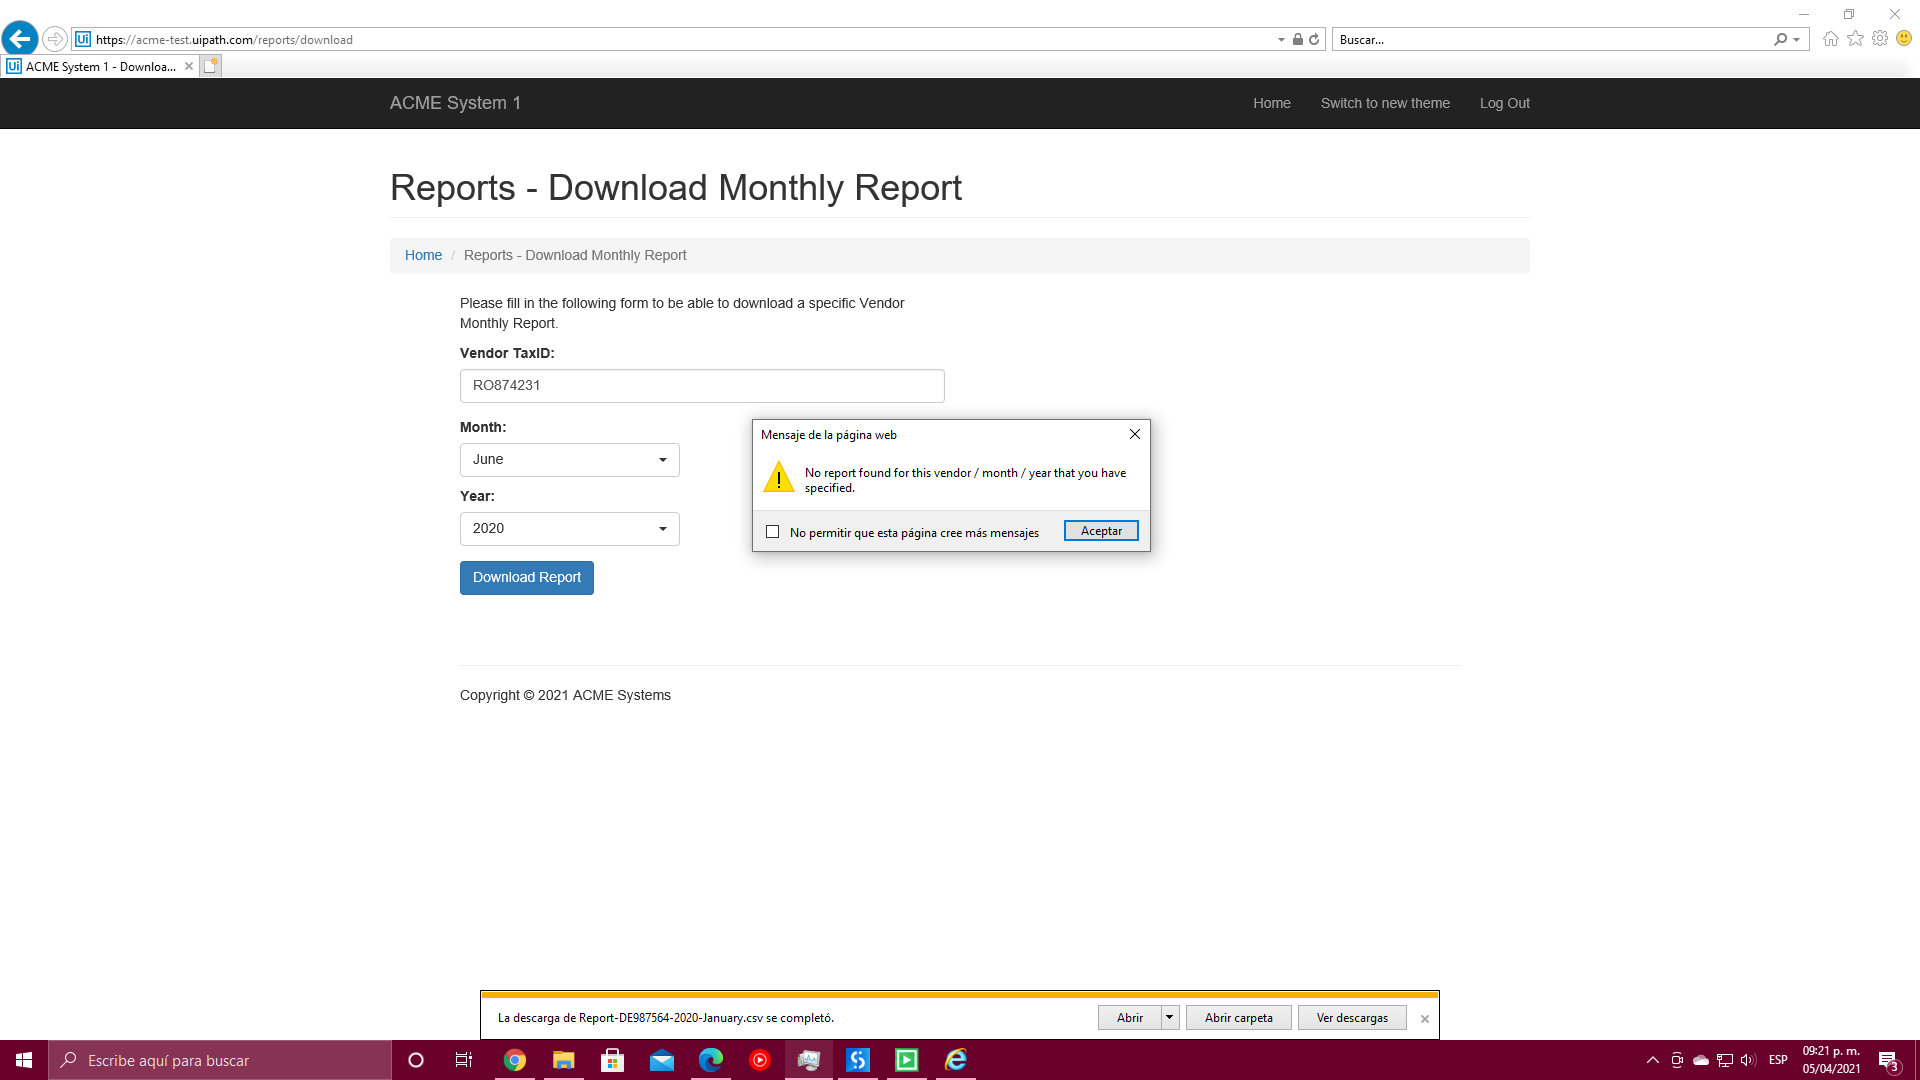 https://acme-test.uipath.com/reports/download
Buscar...
ACME System 1 - Downloa...
ACME System 1
Home
Switch to new theme
Log Out
Reports - Download Monthly Report
Home / Reports - Download Monthly Report
Please fill in the following form to be able to download a specific Vendor
Monthly Report.
Vendor TaxID:
RO874231
Month:
June
Year:
2020
Download Report
Mensaje de la página web
No report found for this vendor / month / year that you have
specified.
No permitir que esta página cree más mensajes
Aceptar
Copyright © 2021 ACME Systems
La descarga de Report-DE987564-2020-January.csv se completó.
Abrir
Abrir carpeta
Ver descargas
Escribe aquí para buscar
ESP
09:21 p. m.
05/04/2021
3